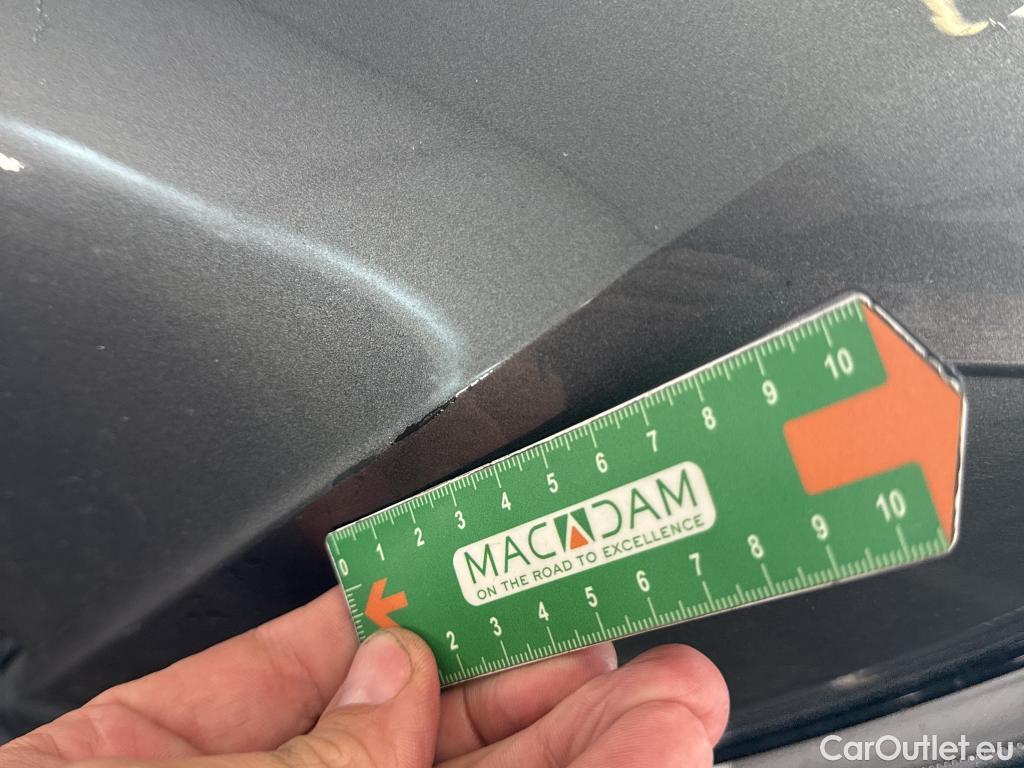 0 1 2 3 4 5 6 7 8 9 10
MACADAM
ON THE ROAD TO EXCELLENCE
2 3 4 5 6 7 8 9 10
CarOutlet.eu